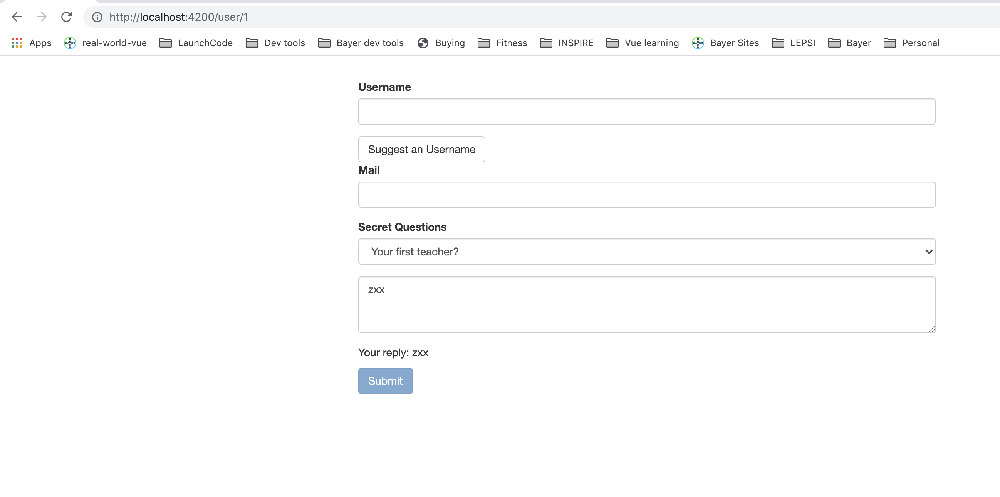 http://localhost:4200/user/1
Apps real-world-vue LaunchCode Dev tools Bayer dev tools Buying Fitness INSPIRE Vue learning Bayer Sites LEPSI Bayer Personal
Username
Suggest an Username
Mail
Secret Questions
Your first teacher?
zxx
Your reply: zxx
Submit